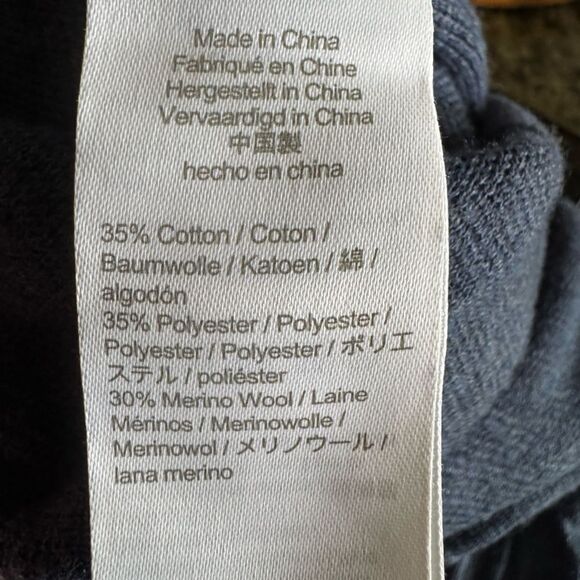 Made in China
Fabriqué en Chine
Hergestellt in China
Vervaardigd in China
中国製
hecho en china
35% Cotton / Coton /
Baumwolle / Katoen / 綿 /
algodón
35% Polyester / Polyester /
Polyester / Polyester / ポリエ
ステル / poliéster
30% Merino Wool / Laine
Mérinos / Merinowolle /
Merinowol / メリノウール /
lana merino